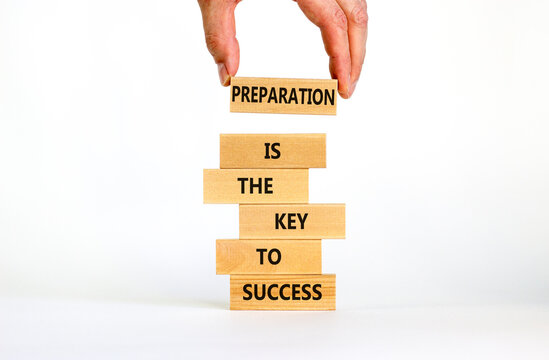 PREPARATION
IS
THE
KEY
TO
SUCCESS